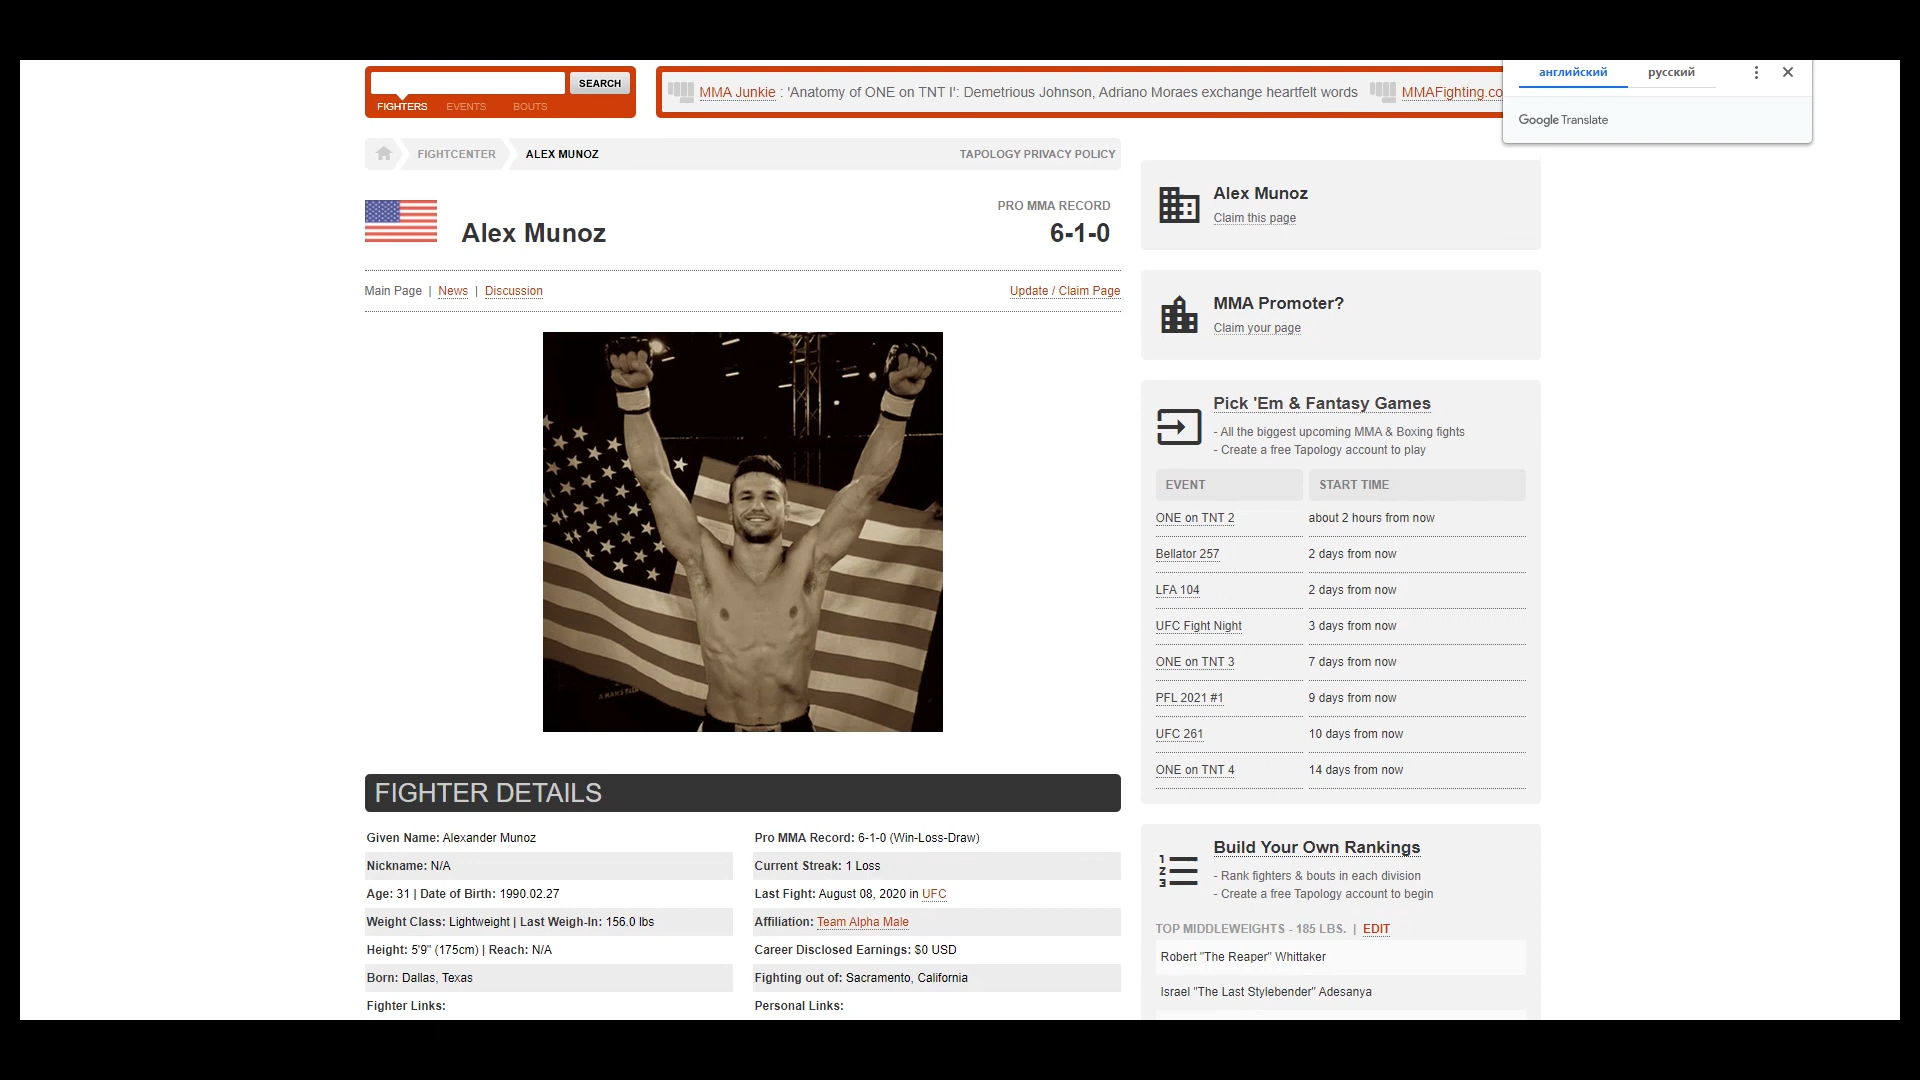 SEARCH
FIGHTERS EVENTS BOUTS
MMA Junkie : 'Anatomy of ONE on TNT I': Demetrious Johnson, Adriano Moraes exchange heartfelt words MMAFighting.co
английский русский
Google Translate
FIGHTCENTER ALEX MUNOZ TAPOLOGY PRIVACY POLICY
Alex Munoz
PRO MMA RECORD
6-1-0
Main Page | News | Discussion Update / Claim Page
FIGHTER DETAILS
Given Name: Alexander Munoz
Pro MMA Record: 6-1-0 (Win-Loss-Draw)
Nickname: N/A
Current Streak: 1 Loss
Age: 31 | Date of Birth: 1990.02.27
Last Fight: August 08, 2020 in UFC
Weight Class: Lightweight | Last Weigh-In: 156.0 lbs
Affiliation: Team Alpha Male
Height: 5'9" (175cm) | Reach: N/A
Career Disclosed Earnings: $0 USD
Born: Dallas, Texas
Fighting out of: Sacramento, California
Fighter Links:
Personal Links:
Alex Munoz
Claim this page
MMA Promoter?
Claim your page
Pick 'Em & Fantasy Games
- All the biggest upcoming MMA & Boxing fights
- Create a free Tapology account to play
EVENT START TIME
ONE on TNT 2 about 2 hours from now
Bellator 257 2 days from now
LFA 104 2 days from now
UFC Fight Night 3 days from now
ONE on TNT 3 7 days from now
PFL 2021 #1 9 days from now
UFC 261 10 days from now
ONE on TNT 4 14 days from now
1
2
3
Build Your Own Rankings
- Rank fighters & bouts in each division
- Create a free Tapology account to begin
TOP MIDDLEWEIGHTS - 185 LBS. | EDIT
Robert "The Reaper" Whittaker
Israel "The Last Stylebender" Adesanya